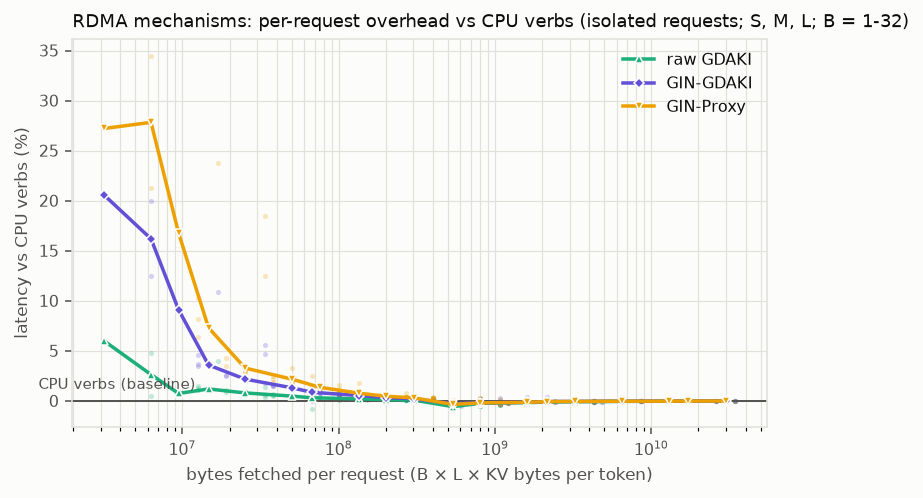 RDMA mechanisms: per-request overhead vs CPU verbs (isolated requests; S, M, L; B = 1-32)
raw GDAKI
GIN-GDAKI
GIN-Proxy
latency vs CPU verbs (%)
35
30
25
20
15
10
5
0
CPU verbs (baseline)
10⁷ 10⁸ 10⁹ 10¹⁰
bytes fetched per request (B × L × KV bytes per token)